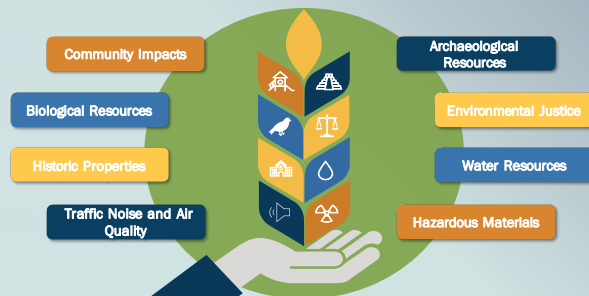 Community Impacts
Biological Resources
Historic Properties
Traffic Noise and Air
Quality
Archaeological
Resources
Environmental Justice
Water Resources
Hazardous Materials